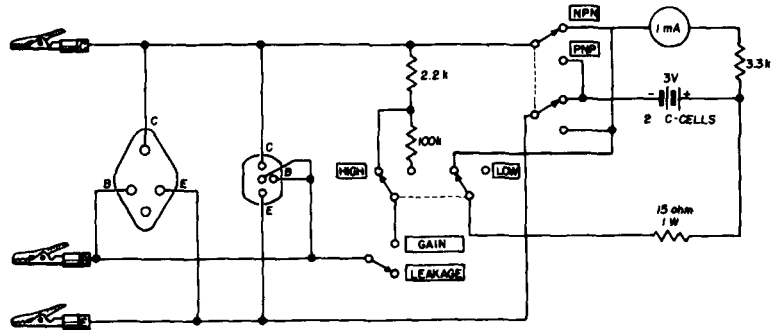 NPN
1 mA
PNP
3.3k
2.2k
3V
- +
2 C-CELLS
100k
C
C
B
E
B
E
HIGH
LOW
15 ohm
1 W
GAIN
LEAKAGE